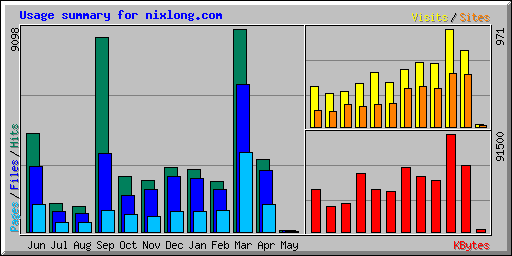 Usage summary for nixlong.com
Visits/Sites
9098
971
Pages/Files/Hits
91500
Jun Jul Aug Sep Oct Nov Dec Jan Feb Mar Apr May
KBytes